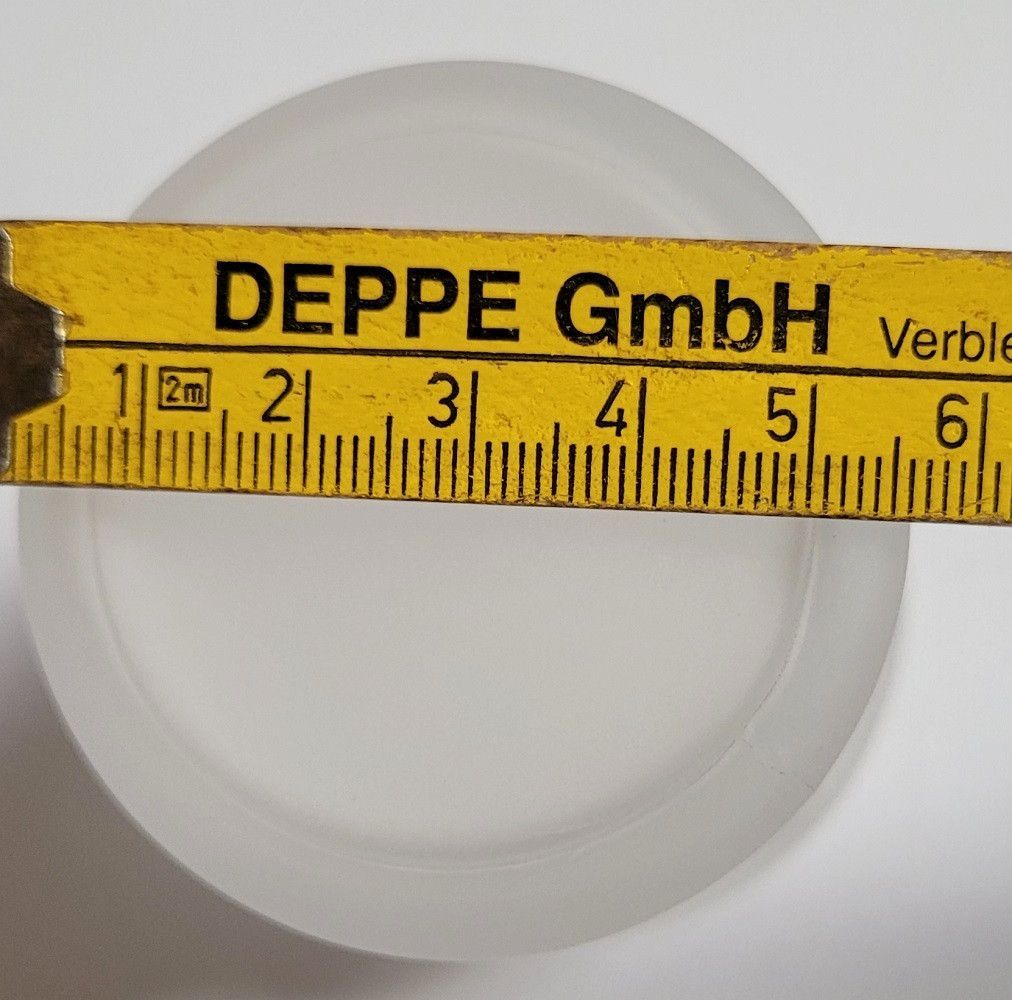 DEPPE GmbH Verble
1 2m 2 3 4 5 6